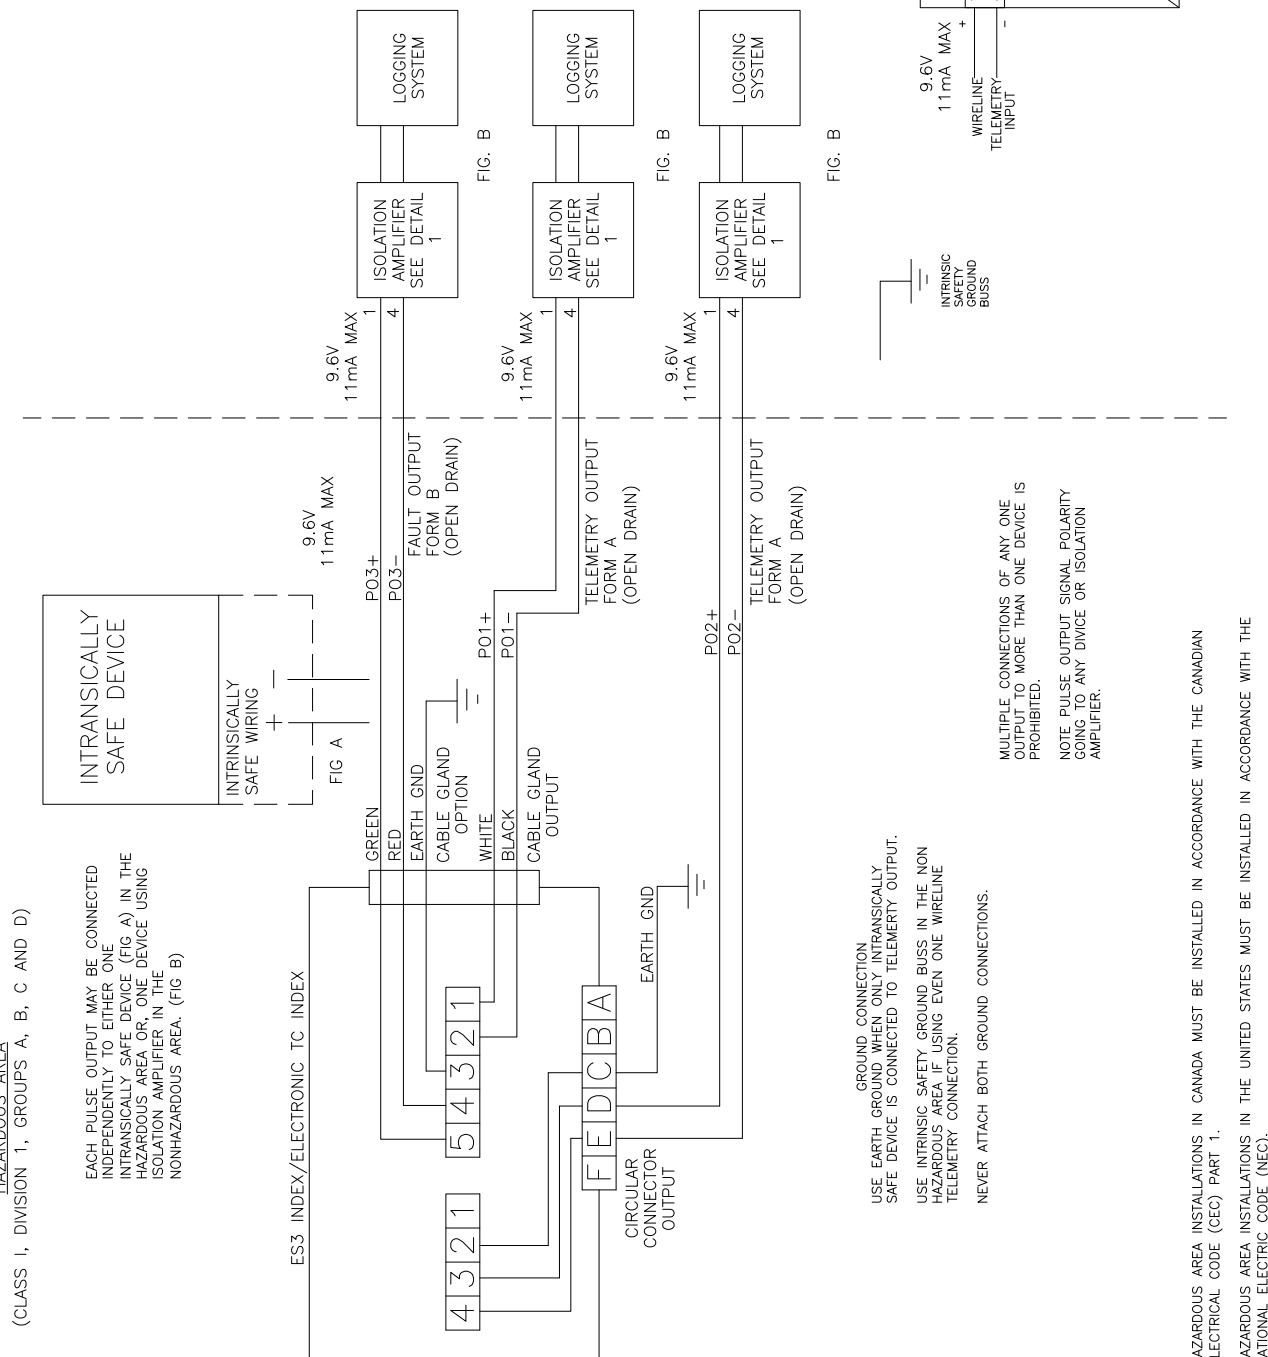 HAZARDOUS AREA
(CLASS I, DIVISION 1, GROUPS A, B, C AND D)
EACH PULSE OUTPUT MAY BE CONNECTED
INDEPENDENTLY TO EITHER ONE
INTRANSICALLY SAFE DEVICE (FIG A) IN THE
HAZARDOUS AREA OR, ONE DEVICE USING
ISOLATION AMPLIFIER IN THE
NONHAZARDOUS AREA. (FIG B)
INTRANSICALLY
SAFE DEVICE
INTRINSICALLY
SAFE WIRING
+ -
FIG A
9.6V
11mA MAX
ES3 INDEX/ELECTRONIC TC INDEX
4 3 2 1
5 4 3 2 1
F E D C B A
CIRCULAR
CONNECTOR
OUTPUT
EARTH GND
GREEN
RED
EARTH GND
CABLE GLAND
OPTION
WHITE
BLACK
CABLE GLAND
OUTPUT
PO3+
PO3-
FAULT OUTPUT
FORM B
(OPEN DRAIN)
9.6V
11mA MAX
1
4
ISOLATION
AMPLIFIER
SEE DETAIL
1
LOGGING
SYSTEM
FIG. B
PO1+
PO1-
TELEMETRY OUTPUT
FORM A
(OPEN DRAIN)
9.6V
11mA MAX
1
4
ISOLATION
AMPLIFIER
SEE DETAIL
1
LOGGING
SYSTEM
FIG. B
PO2+
PO2-
TELEMETRY OUTPUT
FORM A
(OPEN DRAIN)
9.6V
11mA MAX
1
4
ISOLATION
AMPLIFIER
SEE DETAIL
1
LOGGING
SYSTEM
FIG. B
GROUND CONNECTION
USE EARTH GROUND WHEN ONLY INTRANSICALLY
SAFE DEVICE IS CONNECTED TO TELEMERTY OUTPUT.
USE INTRINSIC SAFETY GROUND BUSS IN THE NON
HAZARDOUS AREA IF USING EVEN ONE WIRELINE
TELEMETRY CONNECTION.
NEVER ATTACH BOTH GROUND CONNECTIONS.
MULTIPLE CONNECTIONS OF ANY ONE
OUTPUT TO MORE THAN ONE DEVICE IS
PROHIBITED.
NOTE PULSE OUTPUT SIGNAL POLARITY
GOING TO ANY DIVICE OR ISOLATION
AMPLIFIER.
INTRINSIC
SAFETY
GROUND
BUSS
9.6V
11mA MAX
+
-
WIRELINE
TELEMETRY
INPUT
AZARDOUS AREA INSTALLATIONS IN CANADA MUST BE INSTALLED IN ACCORDANCE WITH THE CANADIAN
LECTRICAL CODE (CEC) PART 1.
AZARDOUS AREA INSTALLATIONS IN THE UNITED STATES MUST BE INSTALLED IN ACCORDANCE WITH THE
ATIONAL ELECTRIC CODE (NEC).